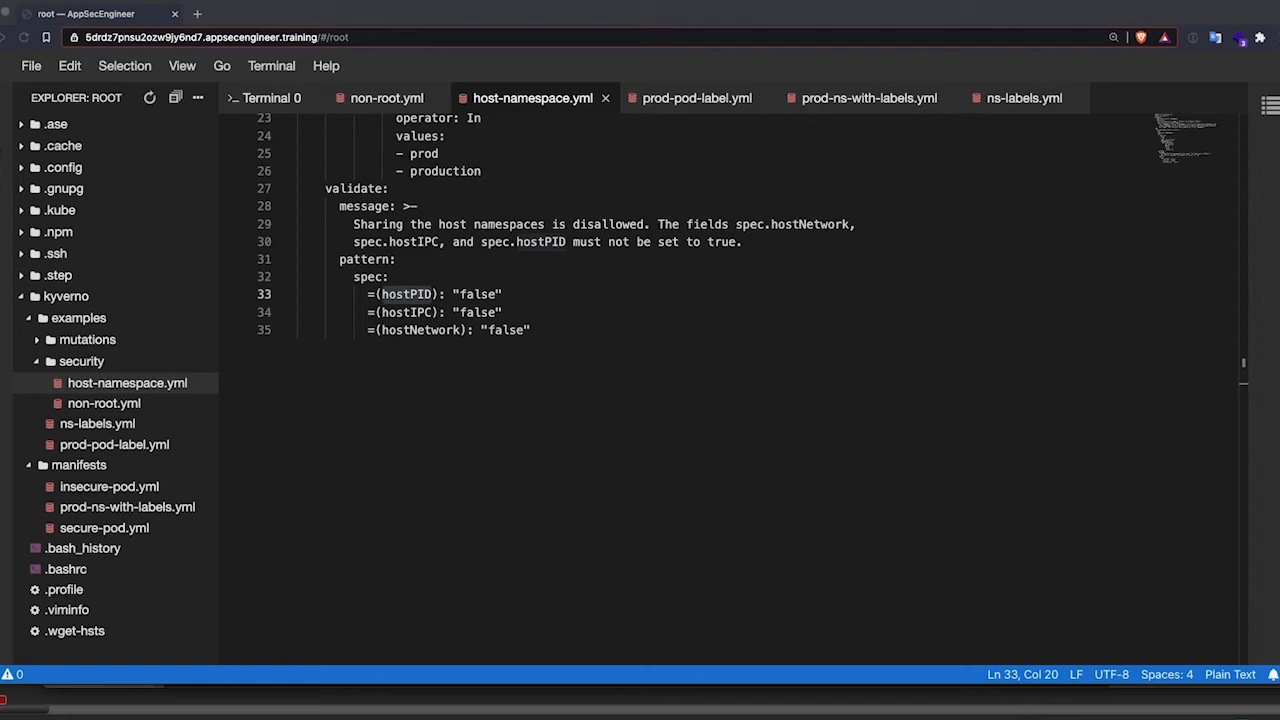 root — AppSecEngineer
5drdz7pnsu2ozw9jy6nd7.appsecengineer.training/#/root
3
File Edit Selection View Go Terminal Help
EXPLORER: ROOT
>_ Terminal 0 non-root.yml host-namespace.yml prod-pod-label.yml prod-ns-with-labels.yml ns-labels.yml
.ase
.cache
.config
.gnupg
.kube
.npm
.ssh
.step
kyverno
examples
mutations
security
host-namespace.yml
non-root.yml
ns-labels.yml
prod-pod-label.yml
manifests
insecure-pod.yml
prod-ns-with-labels.yml
secure-pod.yml
.bash_history
.bashrc
.profile
.viminfo
.wget-hsts
23 operator: In
24 values:
25 - prod
26 - production
27 validate:
28 message: >-
29 Sharing the host namespaces is disallowed. The fields spec.hostNetwork,
30 spec.hostIPC, and spec.hostPID must not be set to true.
31 pattern:
32 spec:
33 =(hostPID): "false"
34 =(hostIPC): "false"
35 =(hostNetwork): "false"
0
Ln 33, Col 20 LF UTF-8 Spaces: 4 Plain Text